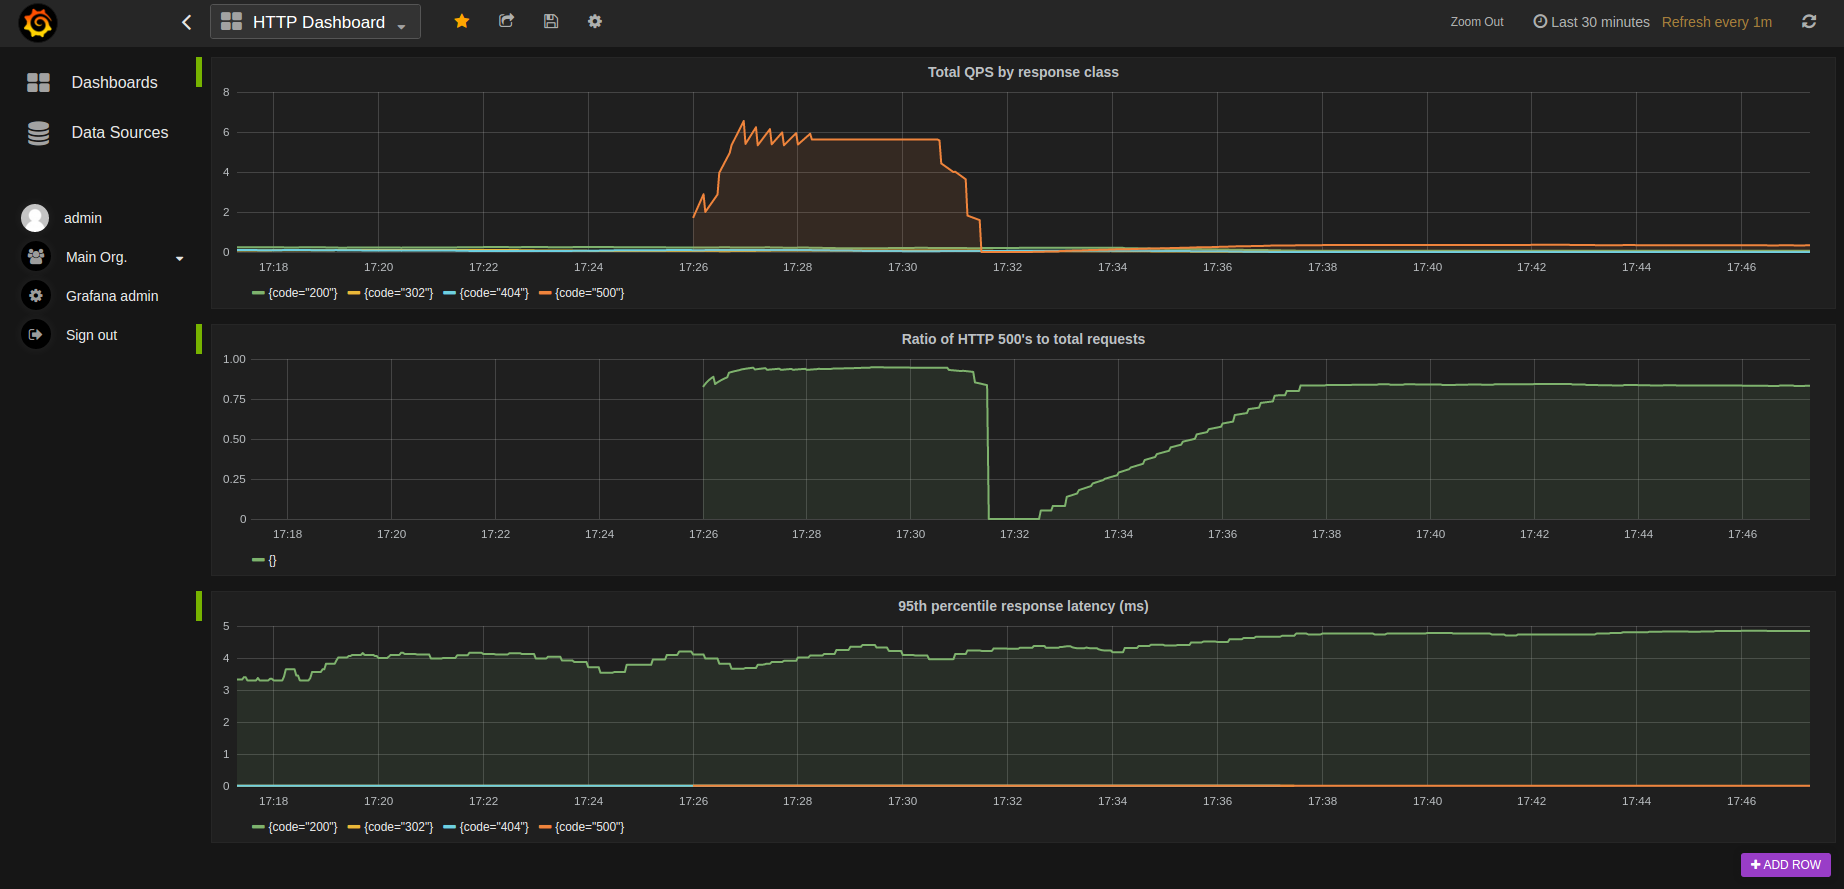 HTTP Dashboard
Zoom Out Last 30 minutes Refresh every 1m
Dashboards
Data Sources
admin
Main Org.
Grafana admin
Sign out
Total QPS by response class
8
6
4
2
0
17:18 17:20 17:22 17:24 17:26 17:28 17:30 17:32 17:34 17:36 17:38 17:40 17:42 17:44 17:46
{code="200"} {code="302"} {code="404"} {code="500"}
Ratio of HTTP 500's to total requests
1.00
0.75
0.50
0.25
0
17:18 17:20 17:22 17:24 17:26 17:28 17:30 17:32 17:34 17:36 17:38 17:40 17:42 17:44 17:46
{}
95th percentile response latency (ms)
5
4
3
2
1
0
17:18 17:20 17:22 17:24 17:26 17:28 17:30 17:32 17:34 17:36 17:38 17:40 17:42 17:44 17:46
{code="200"} {code="302"} {code="404"} {code="500"}
+ ADD ROW